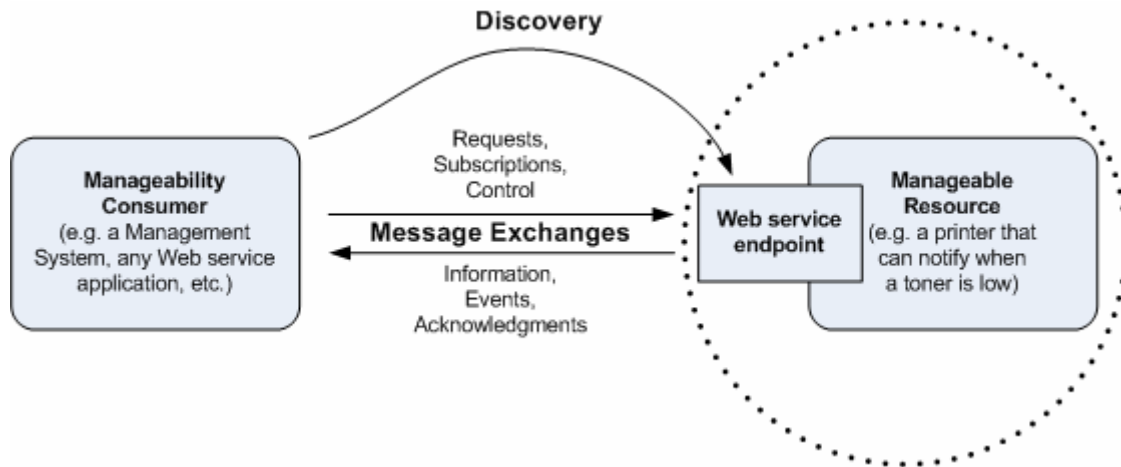 Discovery
Requests,
Subscriptions,
Control
Manageability
Consumer
(e.g. a Management
System, any Web service
application, etc.)
Message Exchanges
Information,
Events,
Acknowledgments
Web service
endpoint
Manageable
Resource
(e.g. a printer that
can notify when
a toner is low)